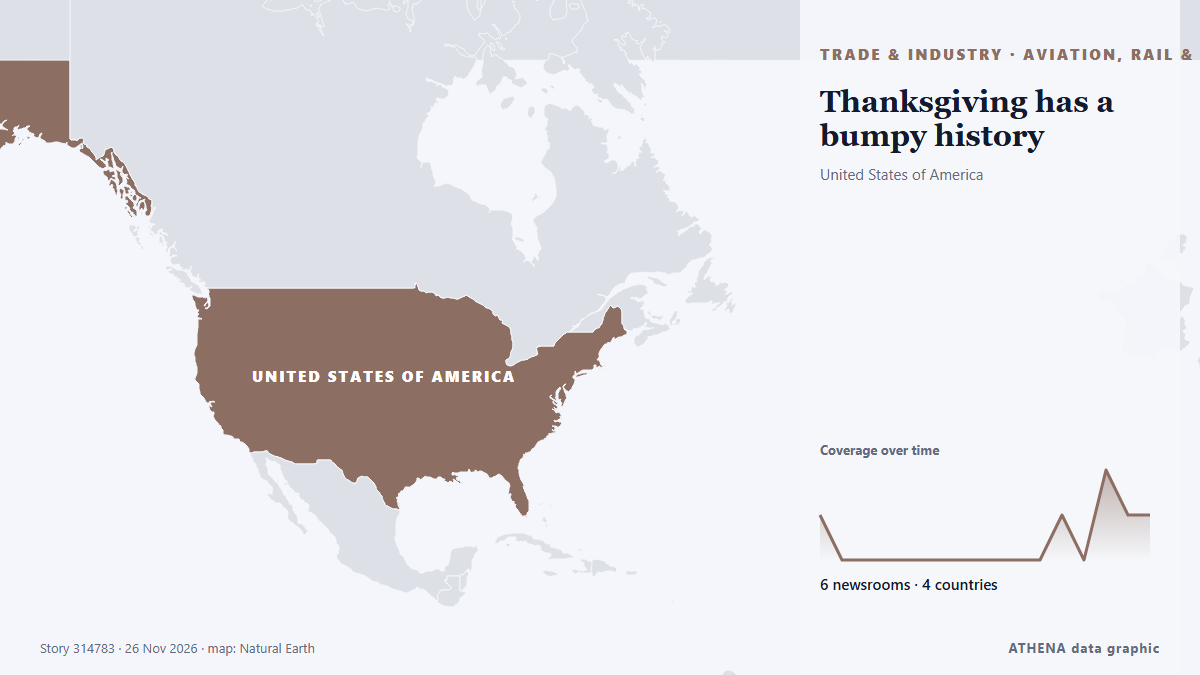 TRADE & INDUSTRY · AVIATION, RAIL &
Thanksgiving has a
bumpy history
United States of America
UNITED STATES OF AMERICA
Coverage over time
6 newsrooms · 4 countries
Story 314783 · 26 Nov 2026 · map: Natural Earth
ATHENA data graphic